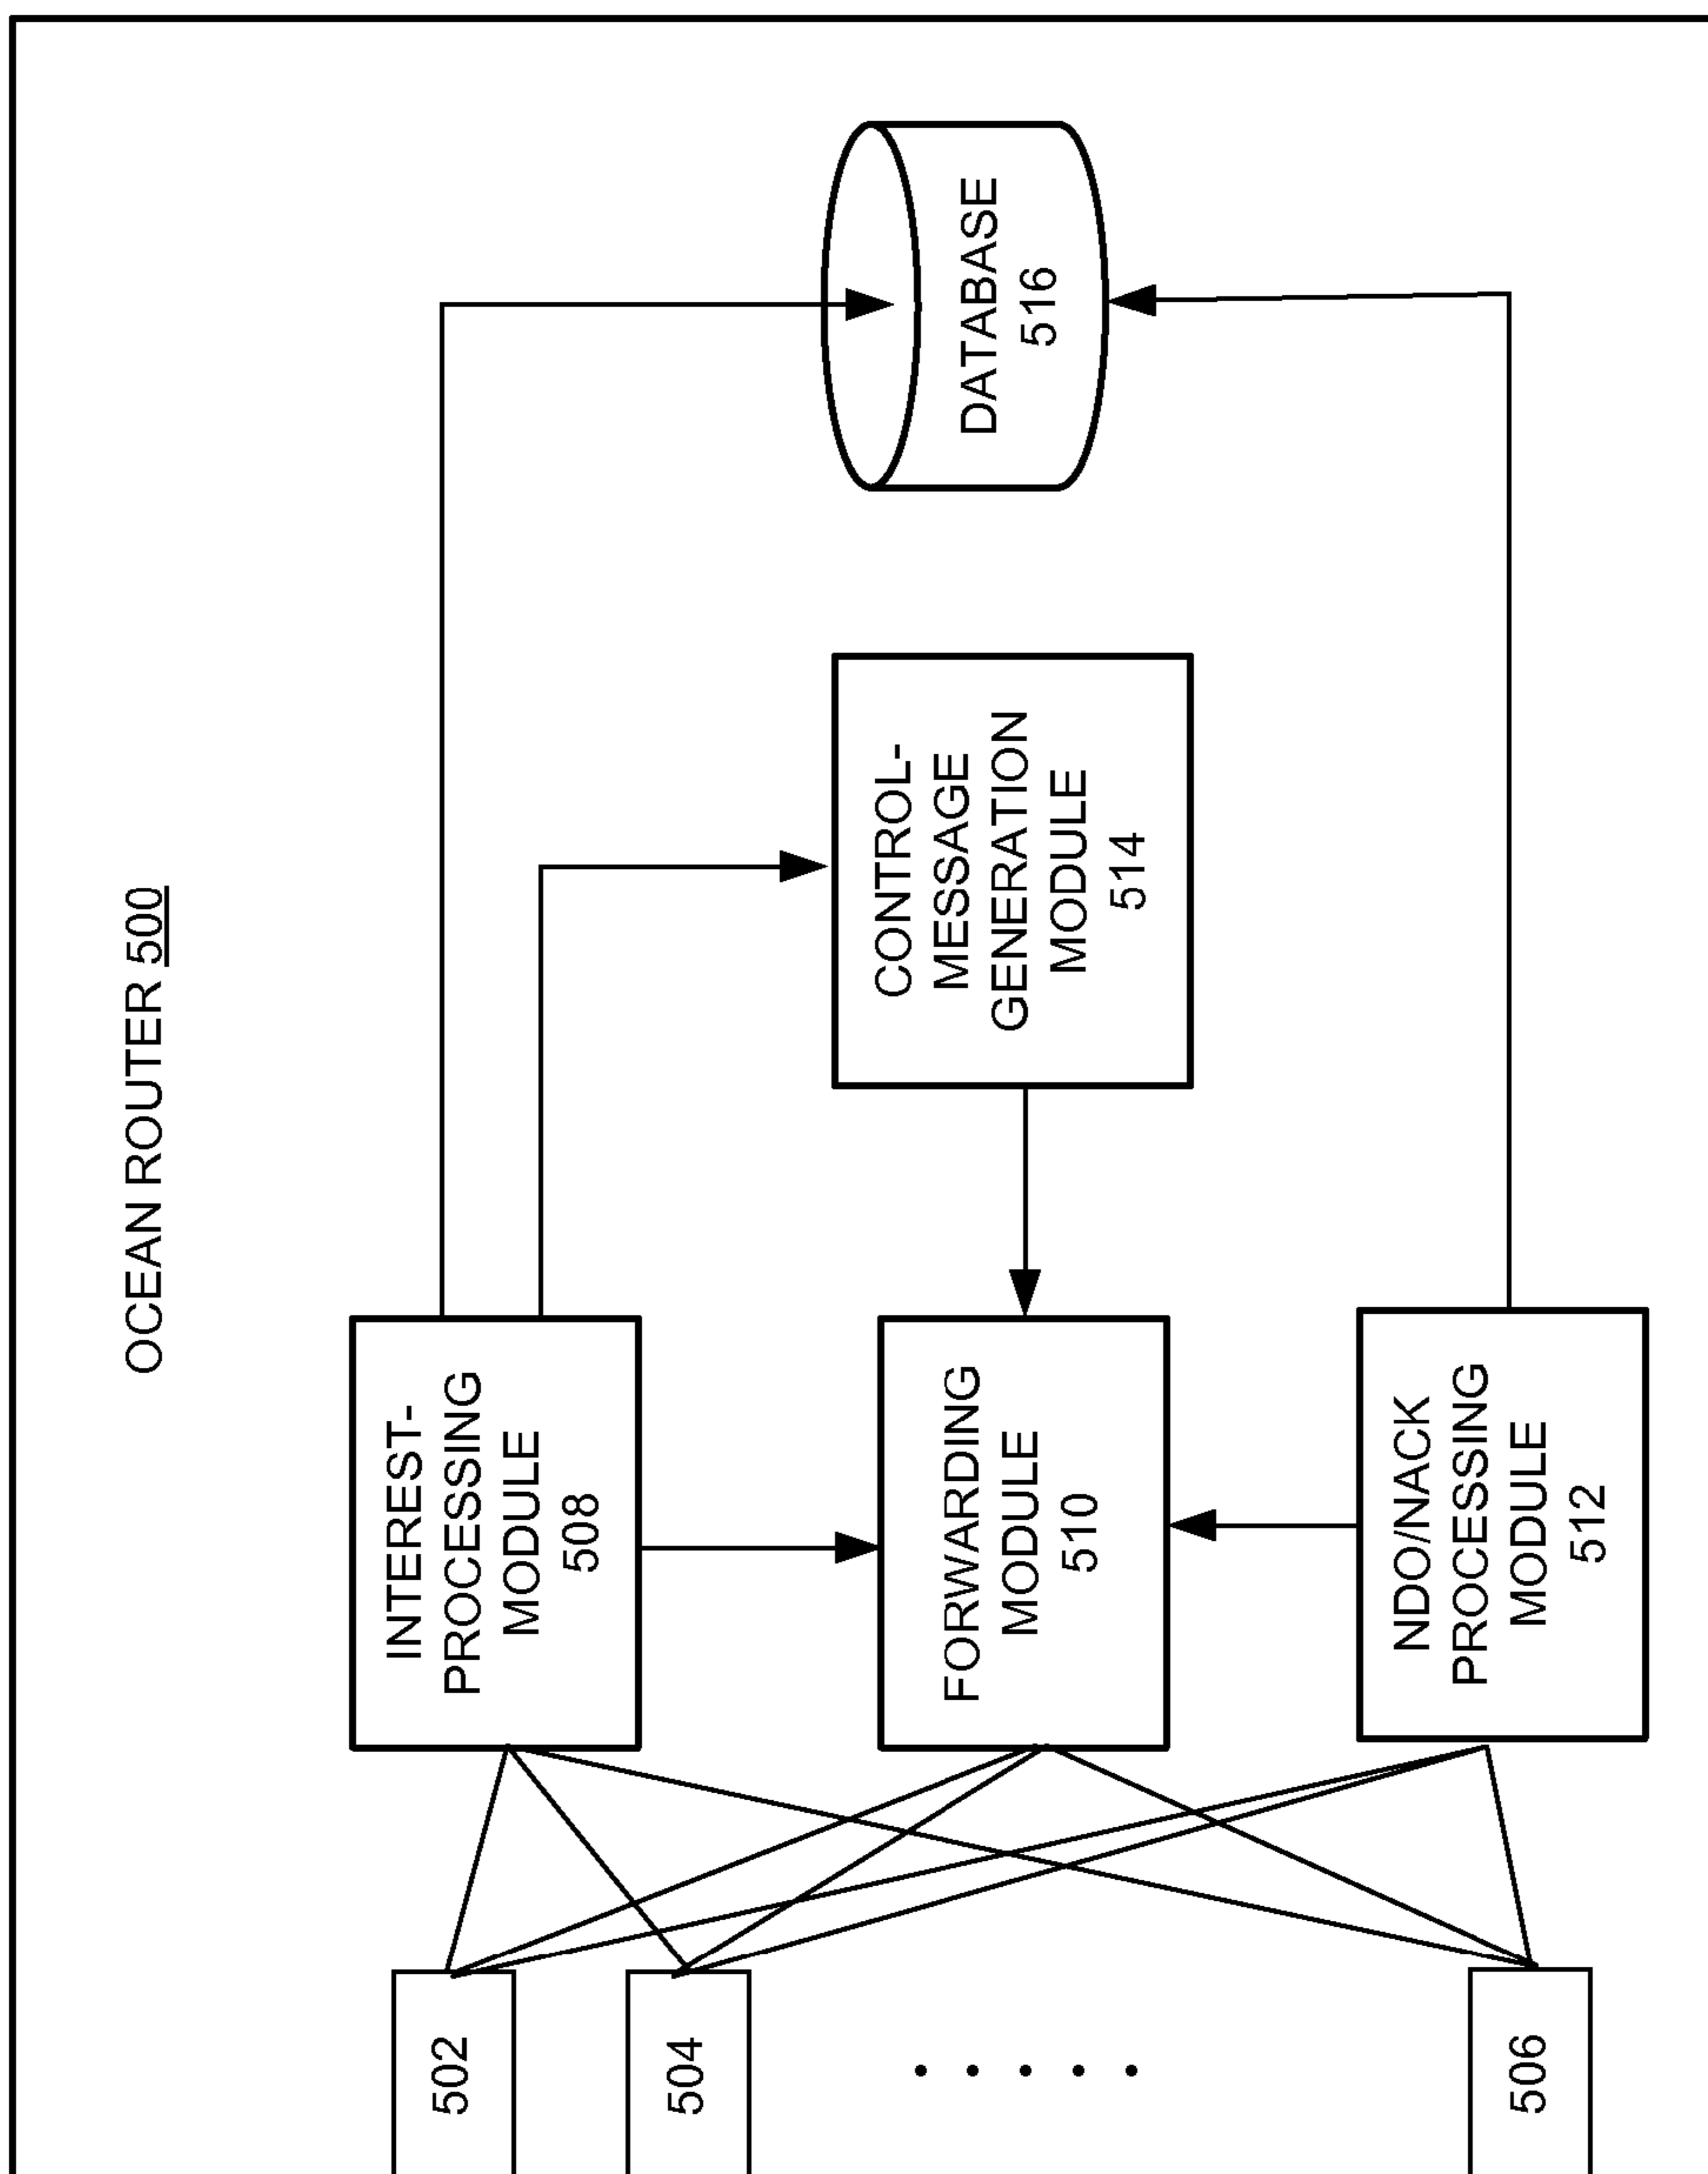 OCEAN ROUTER 500
502
504
506
INTEREST-
PROCESSING
MODULE
508
FORWARDING
MODULE
510
NDO/NACK
PROCESSING
MODULE
512
CONTROL-
MESSAGE
GENERATION
MODULE
514
DATABASE
516